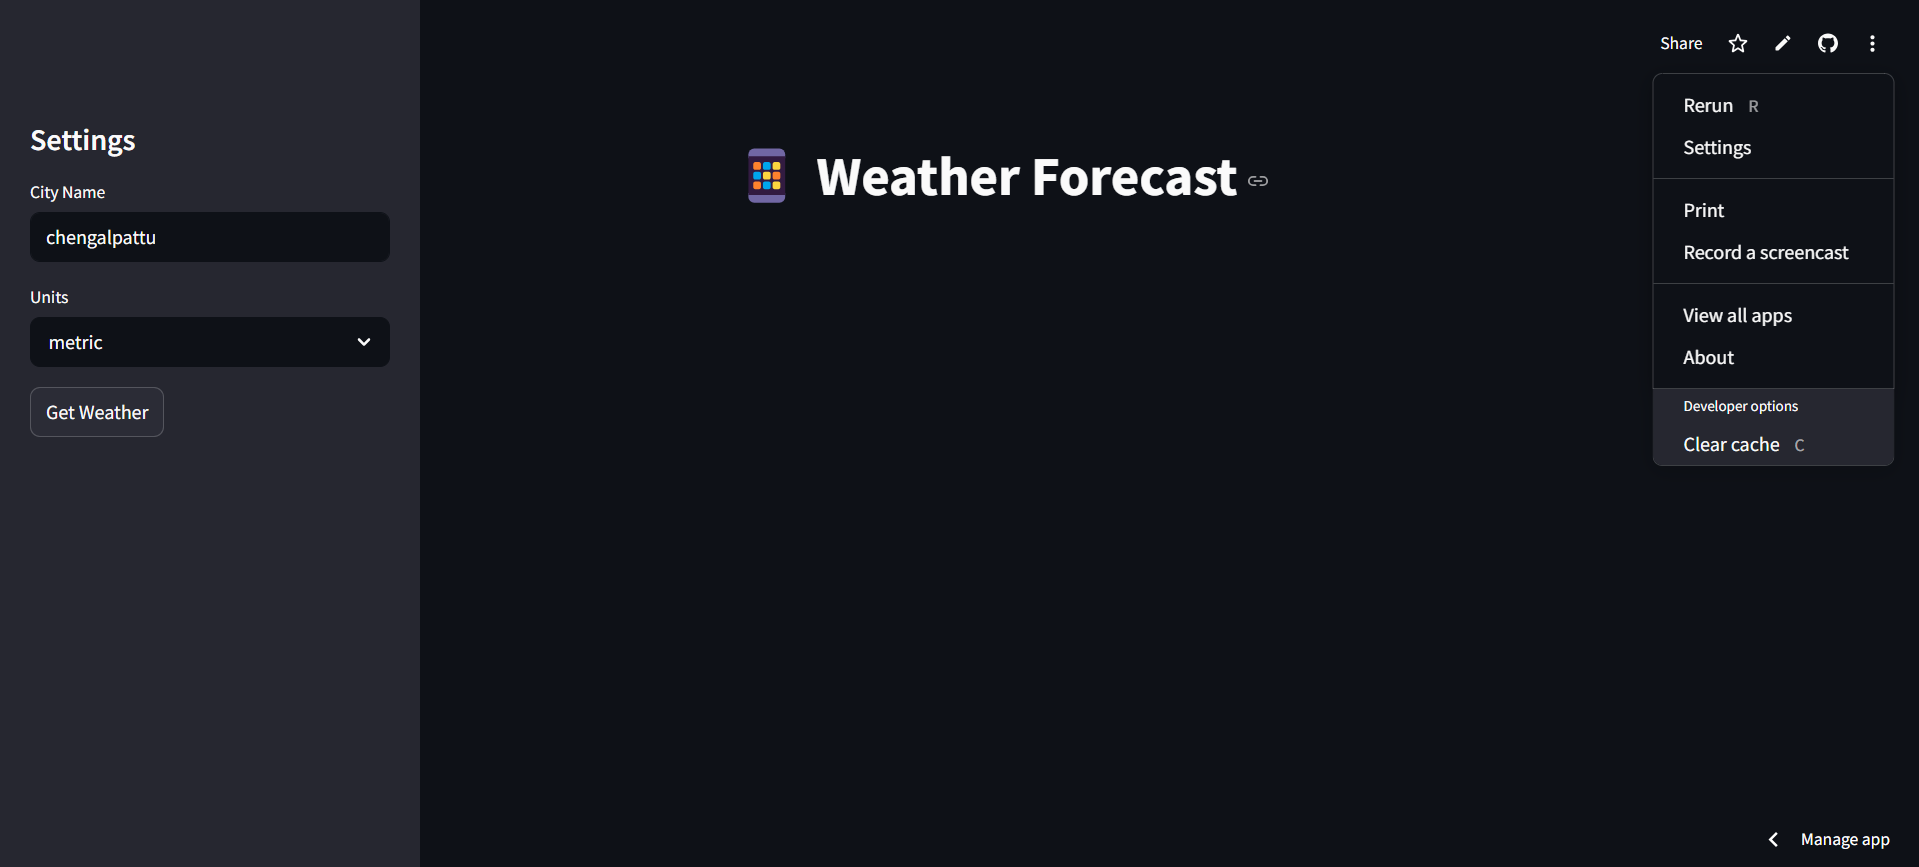 Settings
City Name
chengalpattu
Units
metric
Get Weather
Weather Forecast
Share
Rerun R
Settings
Print
Record a screencast
View all apps
About
Developer options
Clear cache C
Manage app